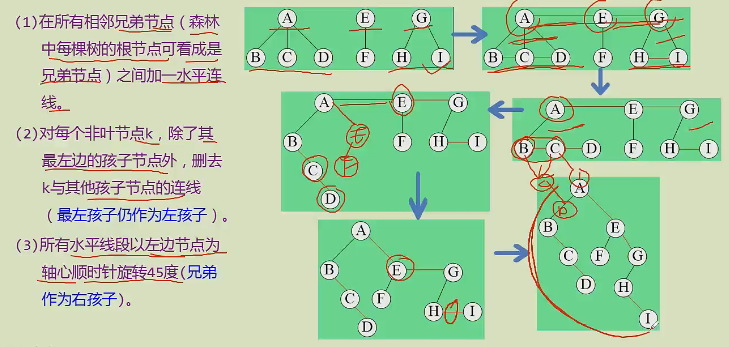 (1)在所有相邻兄弟节点（森林
中每棵树的根节点可看成是
兄弟节点）之间加一水平连
线。
(2)对每个非叶节点k，除了其
最左边的孩子节点外，删去
k与其他孩子节点的连线
（最左孩子仍作为左孩子）。
(3)所有水平线段以左边节点为
轴心顺时针旋转45度(兄弟
作为右孩子)。
A E G
B C D F H I
A E G
B C D F H I
A E G
B F H I
C
D
A E G
B C D F H I
A
B E G
C F H I
D
A
B E
C F G
D H
I